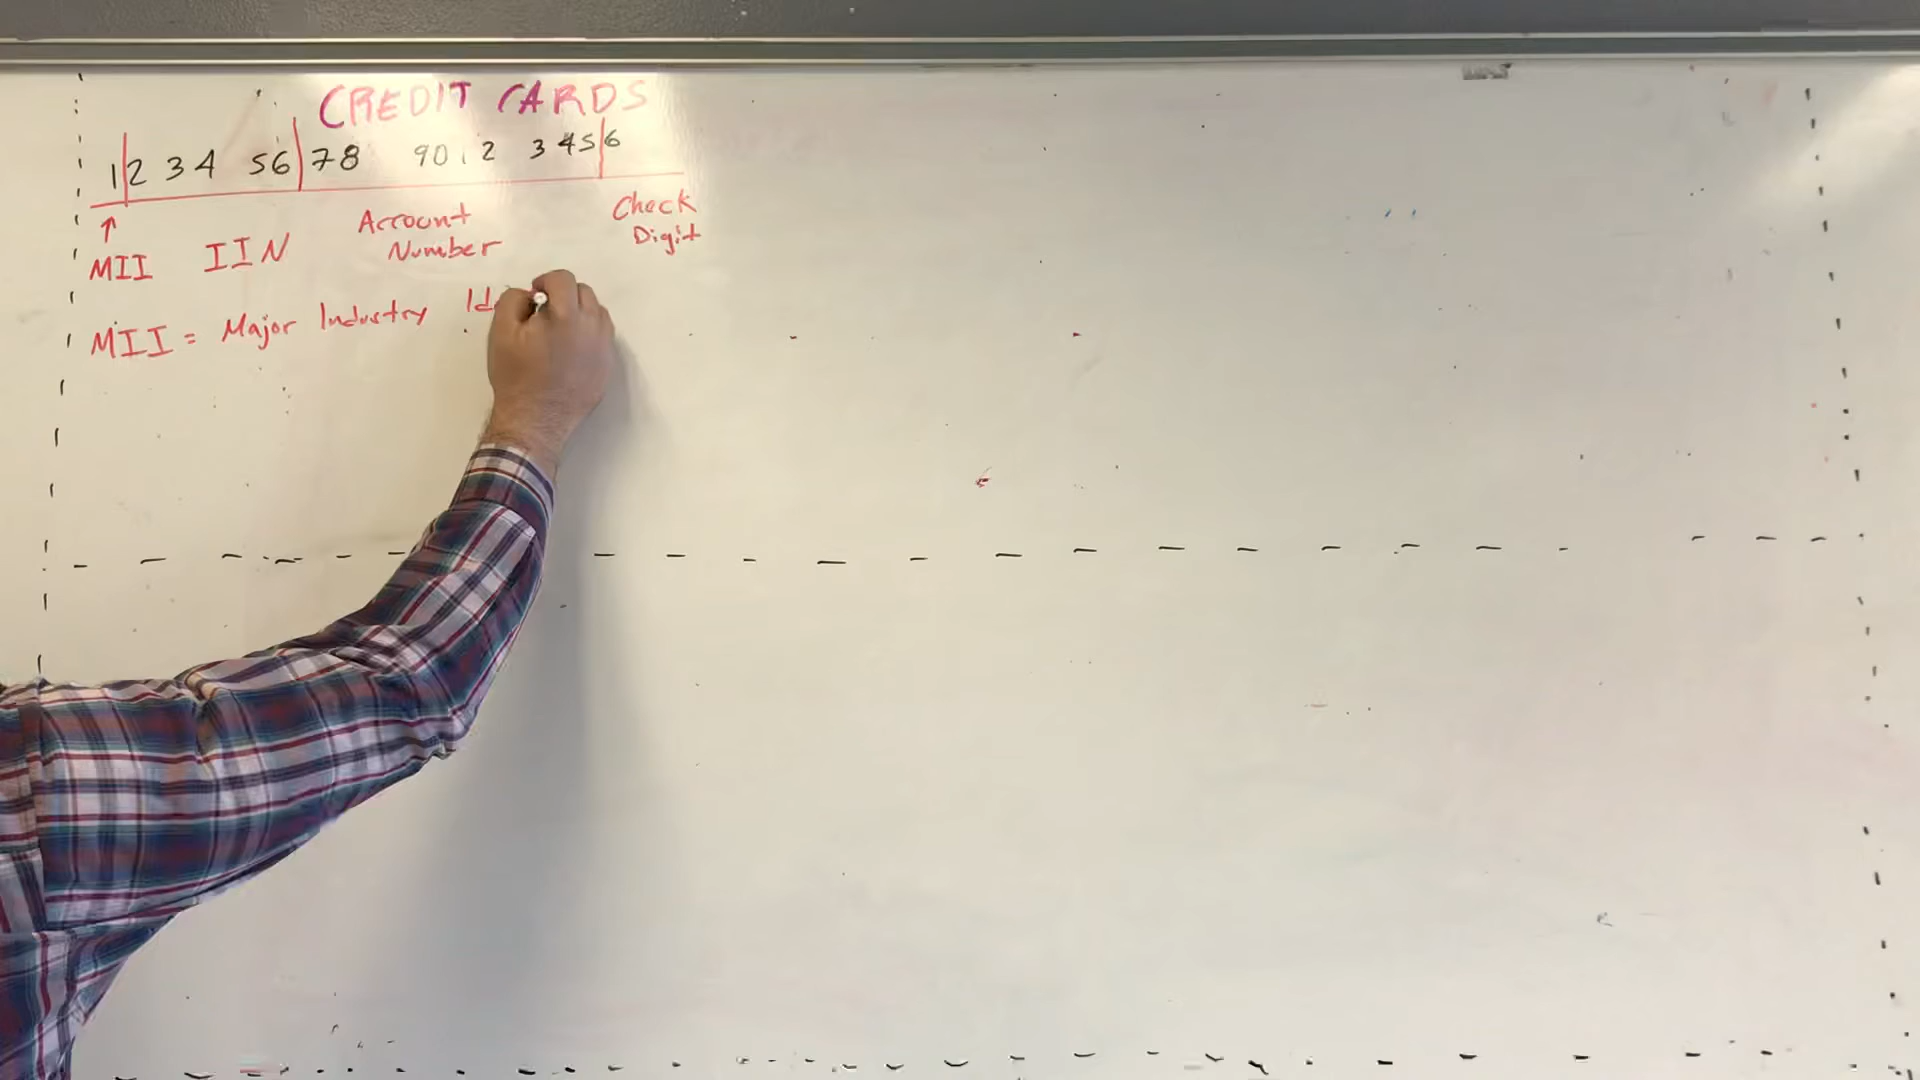 CREDIT CARDS
1 2 3 4 5 6 7 8 9 0 1 2 3 4 5 6
MII IIN Account Number Check Digit
MII = Major Industry Id